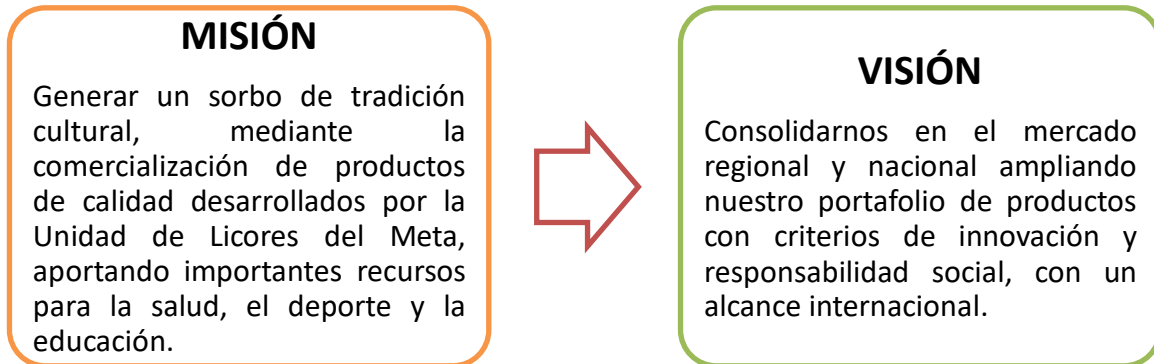 MISIÓN
Generar un sorbo de tradición
cultural, mediante la
comercialización de productos
de calidad desarrollados por la
Unidad de Licores del Meta,
aportando importantes recursos
para la salud, el deporte y la
educación.
VISIÓN
Consolidarnos en el mercado
regional y nacional ampliando
nuestro portafolio de productos
con criterios de innovación y
responsabilidad social, con un
alcance internacional.